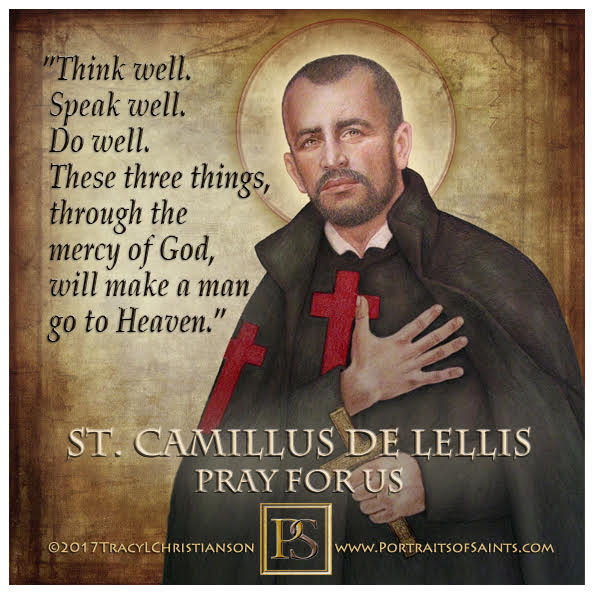 "Think well.
Speak well.
Do well.
These three things,
through the
mercy of God,
will make a man
go to Heaven."
ST. CAMILLUS DE LELLIS
PRAY FOR US
PS
©2017TRACYLCHRISTIANSON
WWW.PORTRAITSOFSAINTS.COM